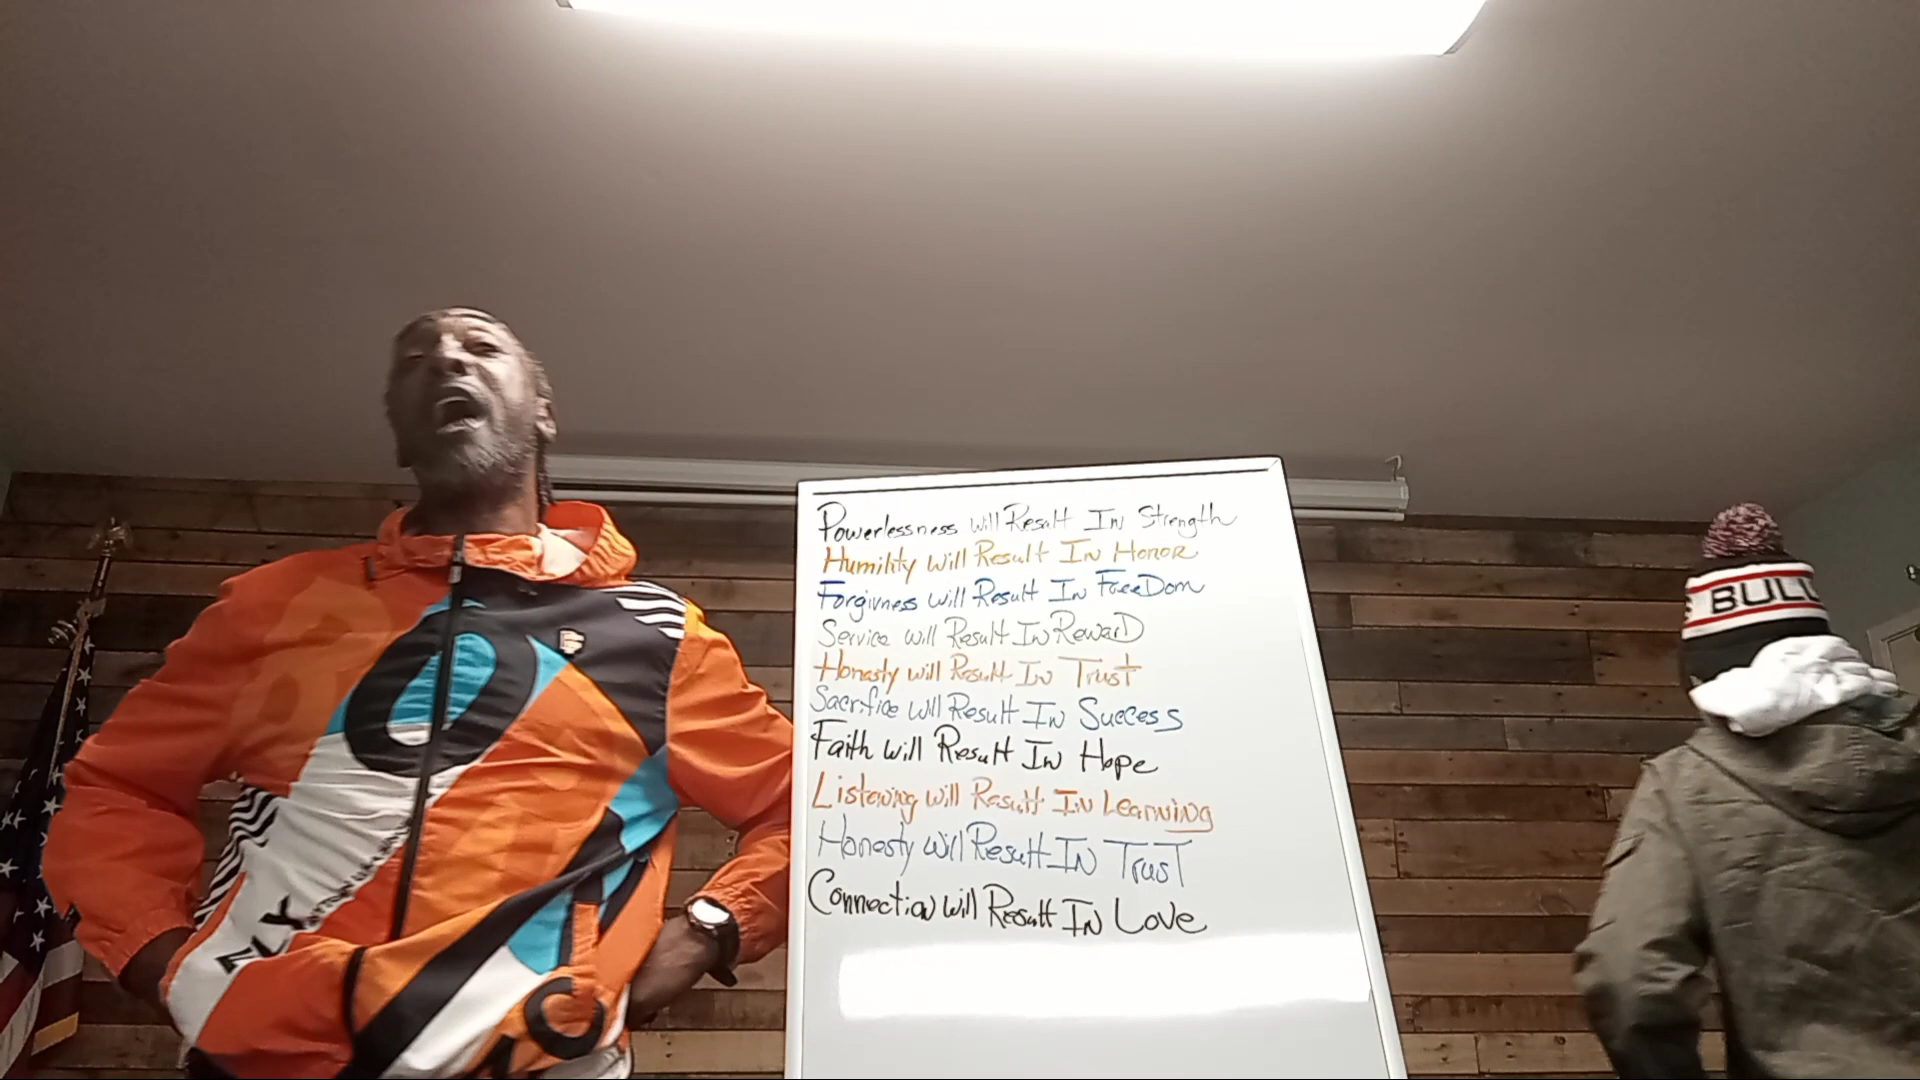 Powerlessness Will Result In Strength
Humility Will Result In Honor
Forgivness Will Result In FreeDom
Service Will Result In RewarD
Honesty will Result In Trust
Sacrifice Will Result In Success
Faith Will Result In Hope
Listening Will Result In Learning
Honesty Will Result IN TrusT
Connection Will Result IN Love
BULL